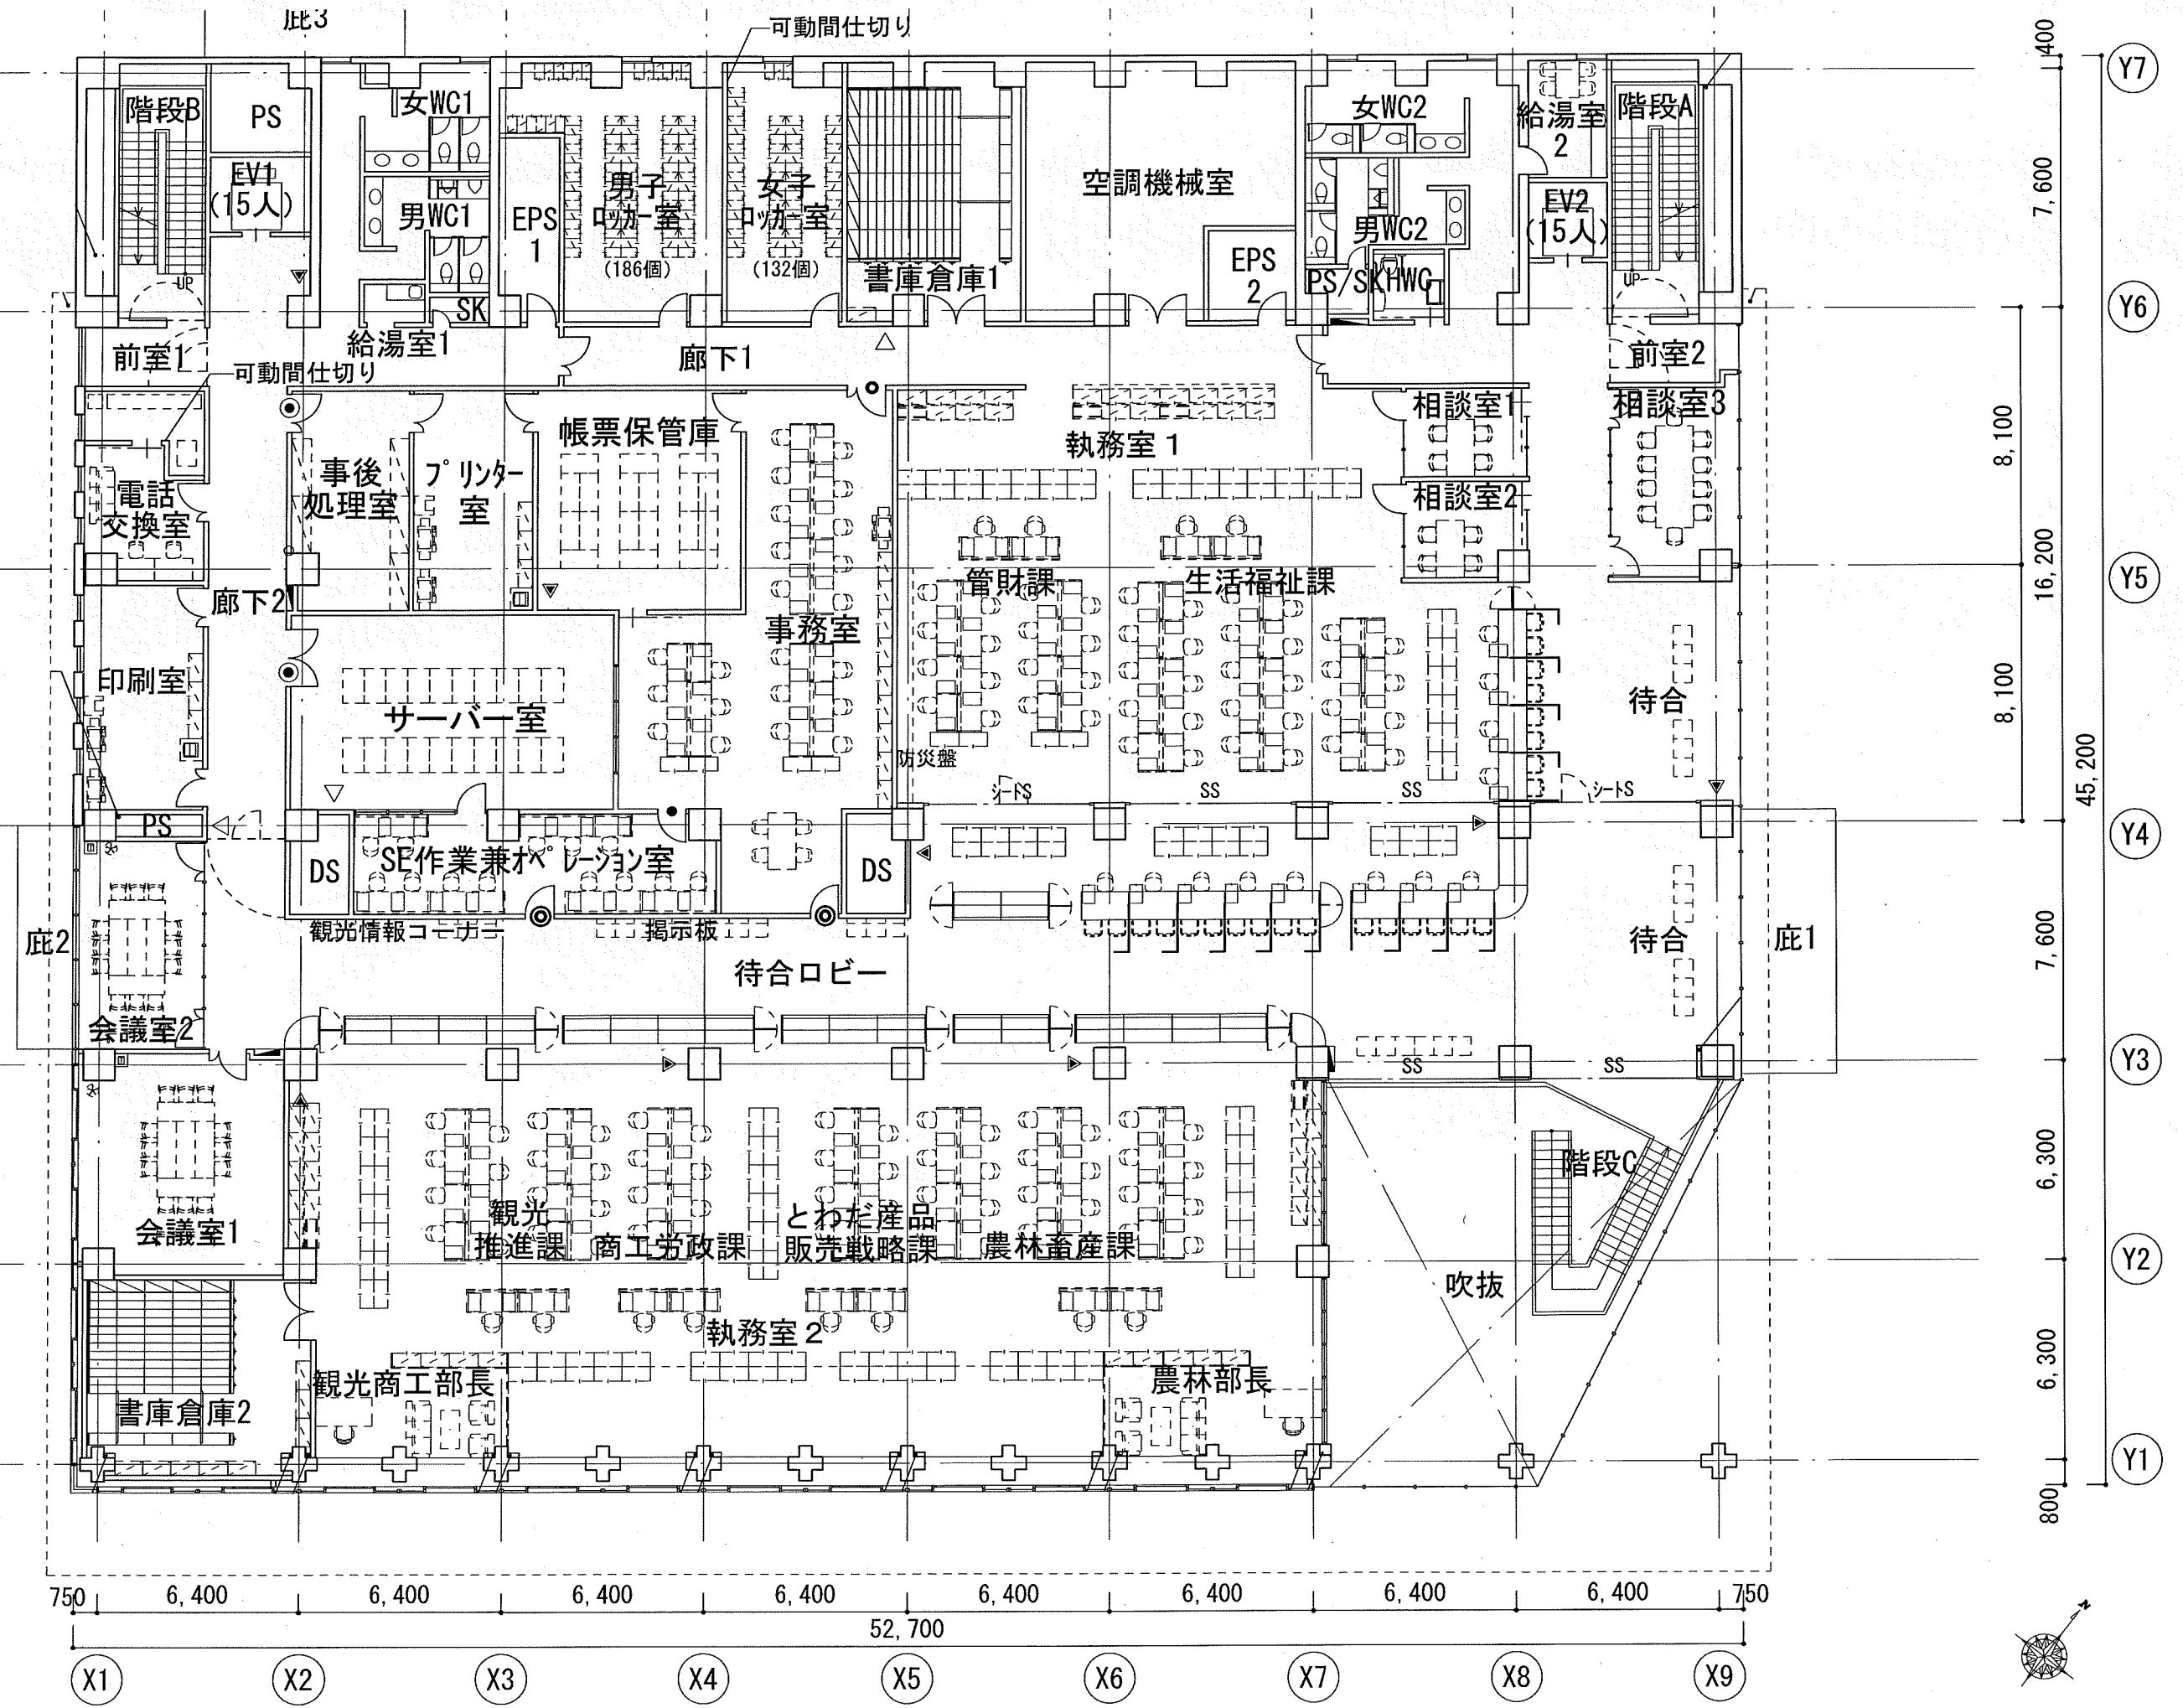 庇3
可動間仕切り
400
Y7
階段B
PS
女WC1
女WC2
給湯室
2
階段A
7,600
EV1
(15人)
男WC1
EPS
1
男子
ロッカー室
(186個)
女子
ロッカー室
(132個)
書庫倉庫1
空調機械室
EPS
2
男WC2
PS/SK
HWC
EV2
(15人)
UP
UP
SK
Y6
前室1
給湯室1
廊下1
前室2
可動間仕切り
相談室1
相談室3
帳票保管庫
執務室1
8,100
事後
処理室
プリンター
室
電話
交換室
相談室2
16,200
管財課
生活福祉課
Y5
廊下2
事務室
印刷室
サーバー室
待合
8,100
45,200
防災盤
シートS
SS
SS
シートS
PS
Y4
DS
SE作業兼オペレーション室
DS
観光情報コーナー
掲示板
庇2
待合
庇1
7,600
待合ロビー
会議室2
SS
SS
Y3
階段C
6,300
会議室1
観光
推進課
商工労政課
とわだ産品
販売戦略課
農林畜産課
Y2
吹抜
執務室2
6,300
観光商工部長
農林部長
書庫倉庫2
Y1
800
750
6,400
6,400
6,400
6,400
6,400
6,400
6,400
6,400
750
N
52,700
X1
X2
X3
X4
X5
X6
X7
X8
X9